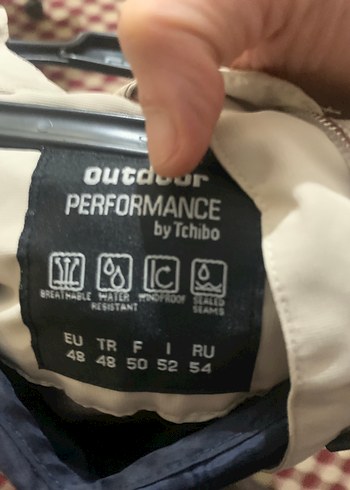 outdoor
PERFORMANCE
by Tchibo
BREATHABLE WATER RESISTANT WINDPROOF SEALED SEAMS
EU TR F I RU
48 48 50 52 54